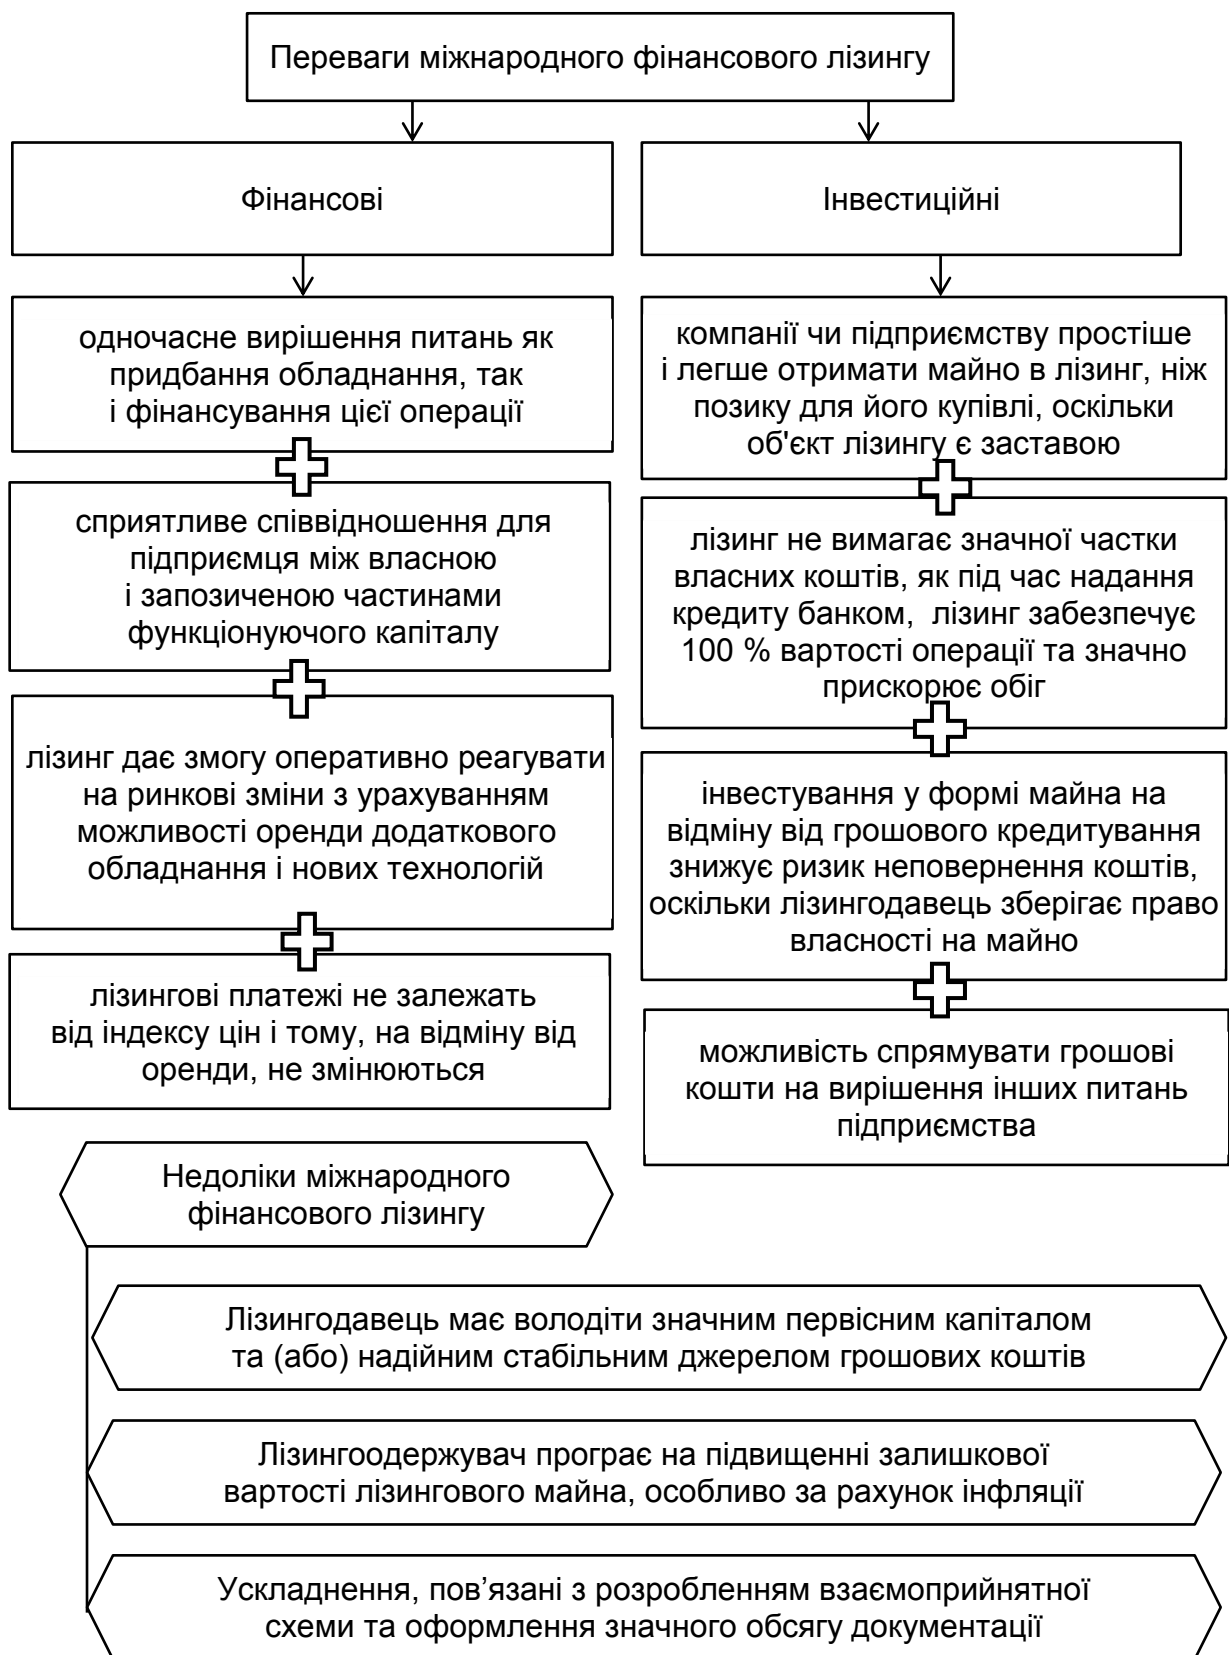 Переваги міжнародного фінансового лізингу
Фінансові
одночасне вирішення питань як
придбання обладнання, так
і фінансування цієї операції
сприятливе співвідношення для
підприємця між власною
і запозиченою частинами
функціонуючого капіталу
лізинг дає змогу оперативно реагувати
на ринкові зміни з урахуванням
можливості оренди додаткового
обладнання і нових технологій
лізингові платежі не залежать
від індексу цін і тому, на відміну від
оренди, не змінюються
Інвестиційні
компанії чи підприємству простіше
і легше отримати майно в лізинг, ніж
позику для його купівлі, оскільки
об'єкт лізингу є заставою
лізинг не вимагає значної частки
власних коштів, як під час надання
кредиту банком, лізинг забезпечує
100 % вартості операції та значно
прискорює обіг
інвестування у формі майна на
відміну від грошового кредитування
знижує ризик неповернення коштів,
оскільки лізингодавець зберігає право
власності на майно
можливість спрямувати грошові
кошти на вирішення інших питань
підприємства
Недоліки міжнародного
фінансового лізингу
Лізингодавець має володіти значним первісним капіталом
та (або) надійним стабільним джерелом грошових коштів
Лізингоодержувач програє на підвищенні залишкової
вартості лізингового майна, особливо за рахунок інфляції
Ускладнення, пов’язані з розробленням взаємоприйнятної
схеми та оформлення значного обсягу документації